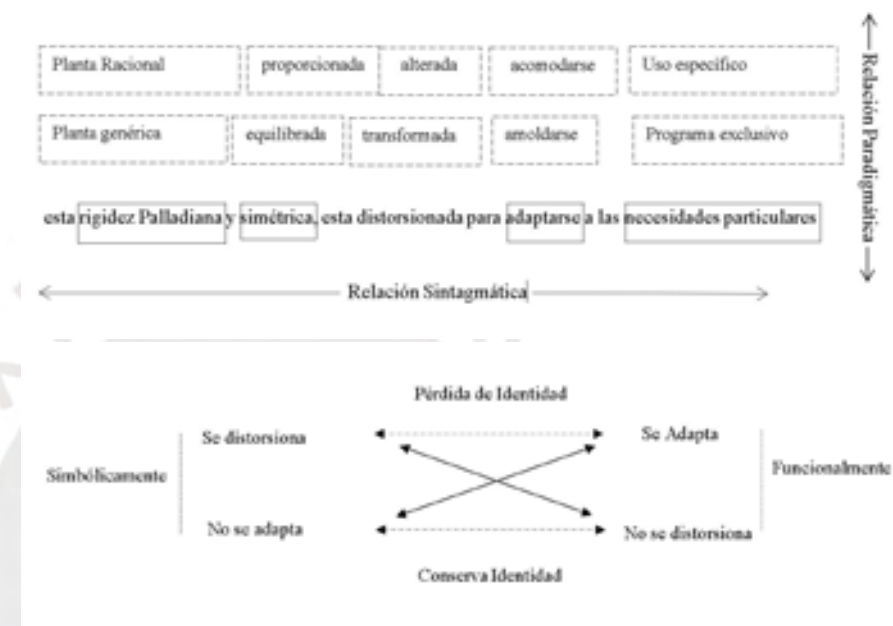 Planta Racional proporcionada alterada acomodarse Uso específico
Planta genérica equilibrada transformada amoldarse Programa exclusivo
esta rigidez Palladiana y simétrica, esta distorsionada para adaptarse a las necesidades particulares
Relación Sintagmática
Relación Paradigmática
Pérdida de Identidad
Se distorsiona Se Adapta
Simbólicamente Funcionalmente
No se adapta No se distorsiona
Conserva Identidad